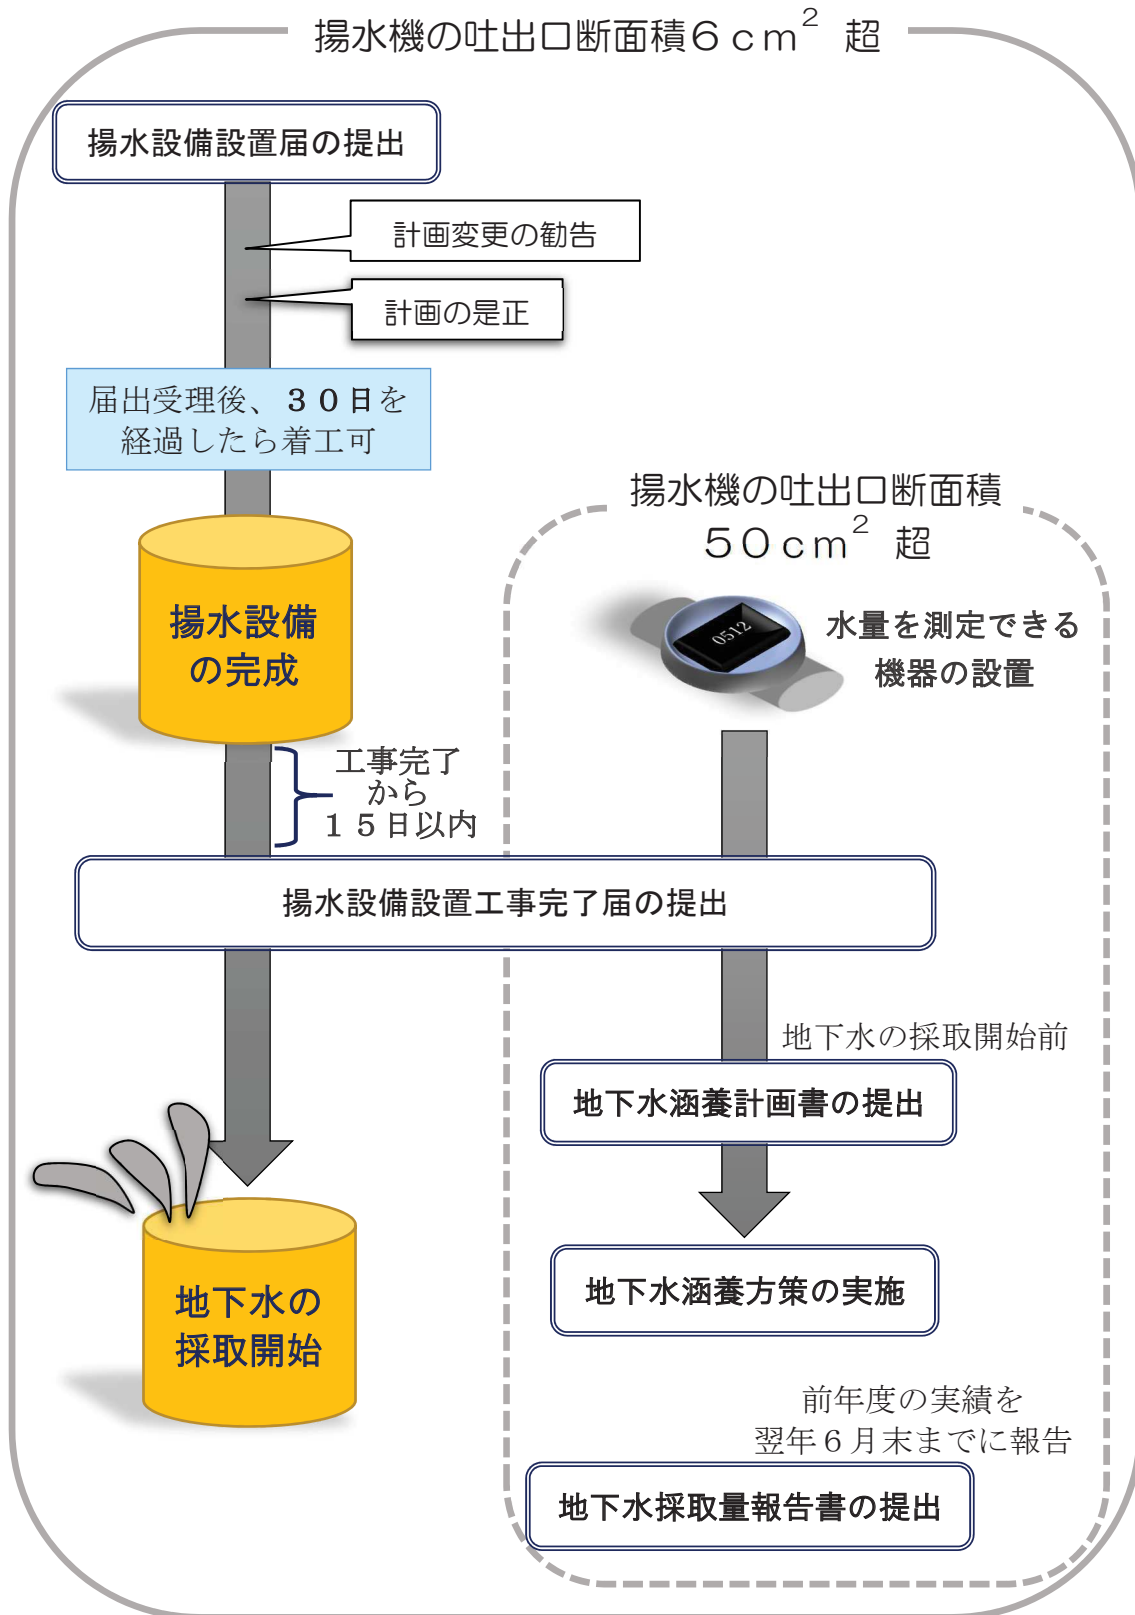 揚水機の吐出口断面積6cm² 超
揚水設備設置届の提出
計画変更の勧告
計画の是正
届出受理後、30日を
経過したら着工可
揚水設備
の完成
工事完了
から
15日以内
揚水機の吐出口断面積
50cm² 超
0512
水量を測定できる
機器の設置
揚水設備設置工事完了届の提出
地下水の採取開始前
地下水涵養計画書の提出
地下水涵養方策の実施
地下水の
採取開始
前年度の実績を
翌年6月末までに報告
地下水採取量報告書の提出